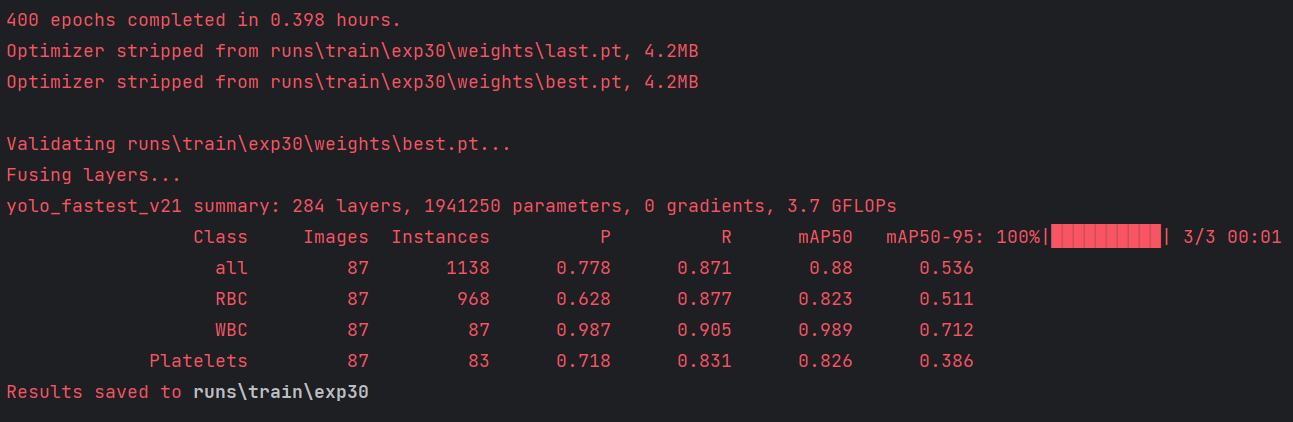 400 epochs completed in 0.398 hours.
Optimizer stripped from runs\train\exp30\weights\last.pt, 4.2MB
Optimizer stripped from runs\train\exp30\weights\best.pt, 4.2MB
Validating runs\train\exp30\weights\best.pt...
Fusing layers...
yolo_fastest_v21 summary: 284 layers, 1941250 parameters, 0 gradients, 3.7 GFLOPs
Class Images Instances P R mAP50 mAP50-95: 100%|██████████| 3/3 00:01
all 87 1138 0.778 0.871 0.88 0.536
RBC 87 968 0.628 0.877 0.823 0.511
WBC 87 87 0.987 0.905 0.989 0.712
Platelets 87 83 0.718 0.831 0.826 0.386
Results saved to runs\train\exp30